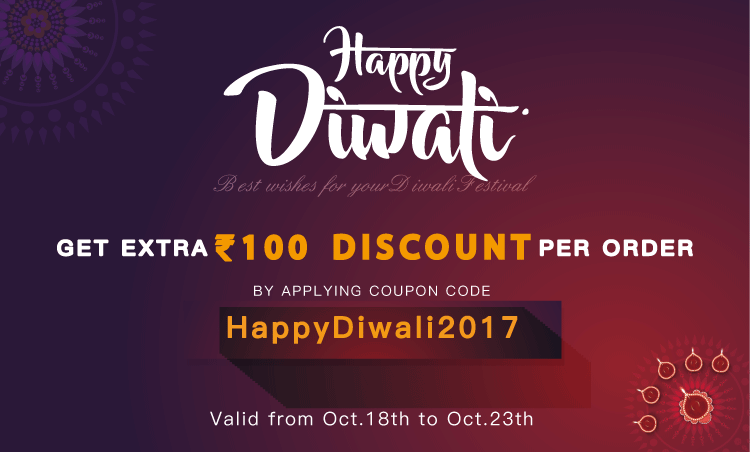 Happy
Diwali
Best wishes for your Diwali Festival
GET EXTRA ₹100 DISCOUNT PER ORDER
BY APPLYING COUPON CODE
HappyDiwali2017
Valid from Oct.18th to Oct.23th